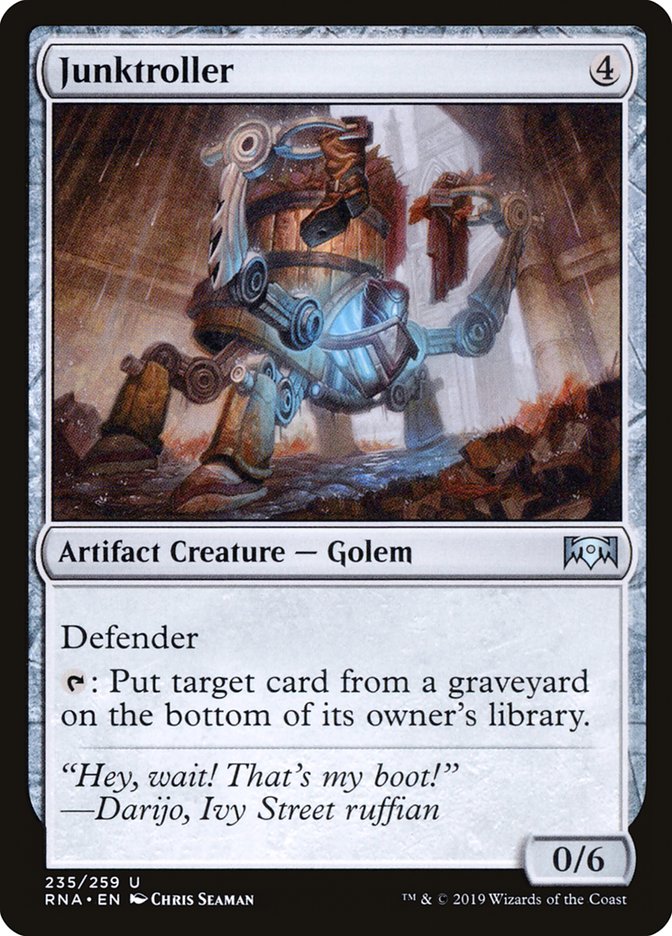 Junktroller
4
Artifact Creature — Golem
Defender
: Put target card from a graveyard
on the bottom of its owner's library.
“Hey, wait! That's my boot!”
—Darijo, Ivy Street ruffian
0/6
235/259 U
RNA • EN Chris Seaman
™ & © 2019 Wizards of the Coast